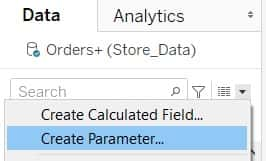 Data Analytics
Orders+ (Store_Data)
Search
Create Calculated Field...
Create Parameter...